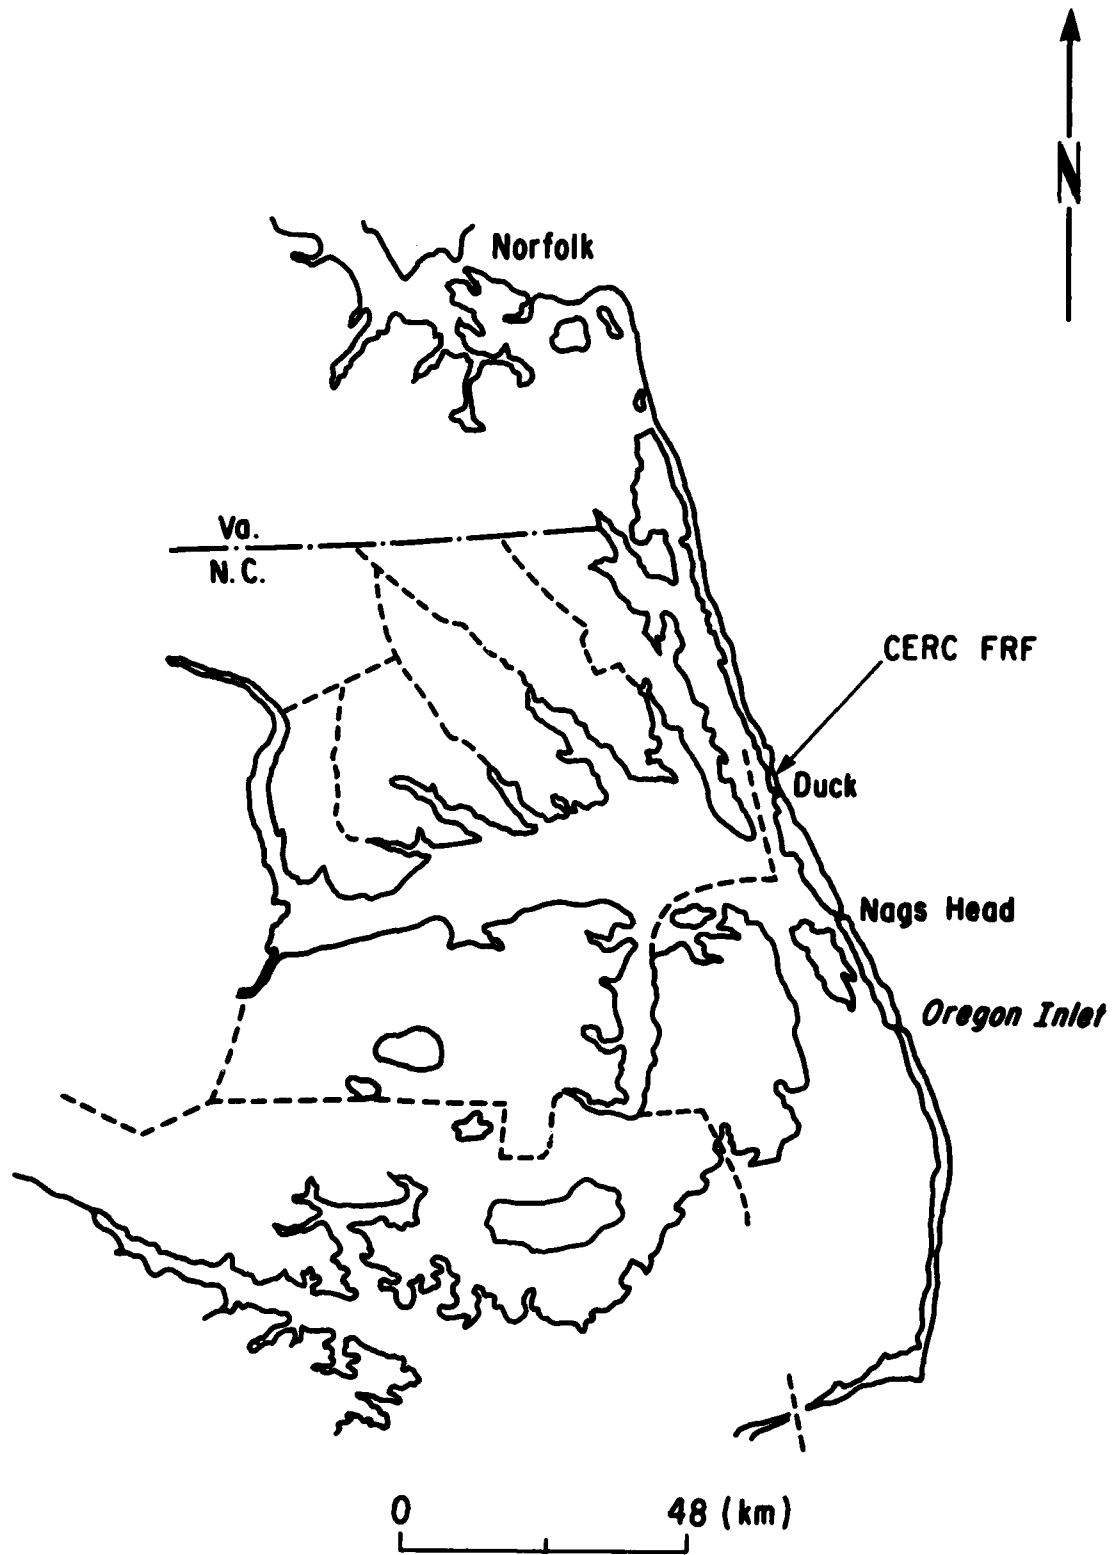 N
Norfolk
Va.
N.C.
CERC FRF
Duck
Nags Head
Oregon Inlet
0 48 (km)